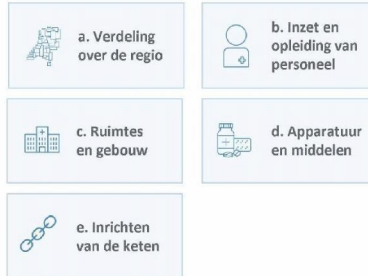 a. Verdeling
over de regio
b. Inzet en
opleiding van
personeel
c. Ruimtes
en gebouw
d. Apparatuur
en middelen
e. Inrichten
van de keten